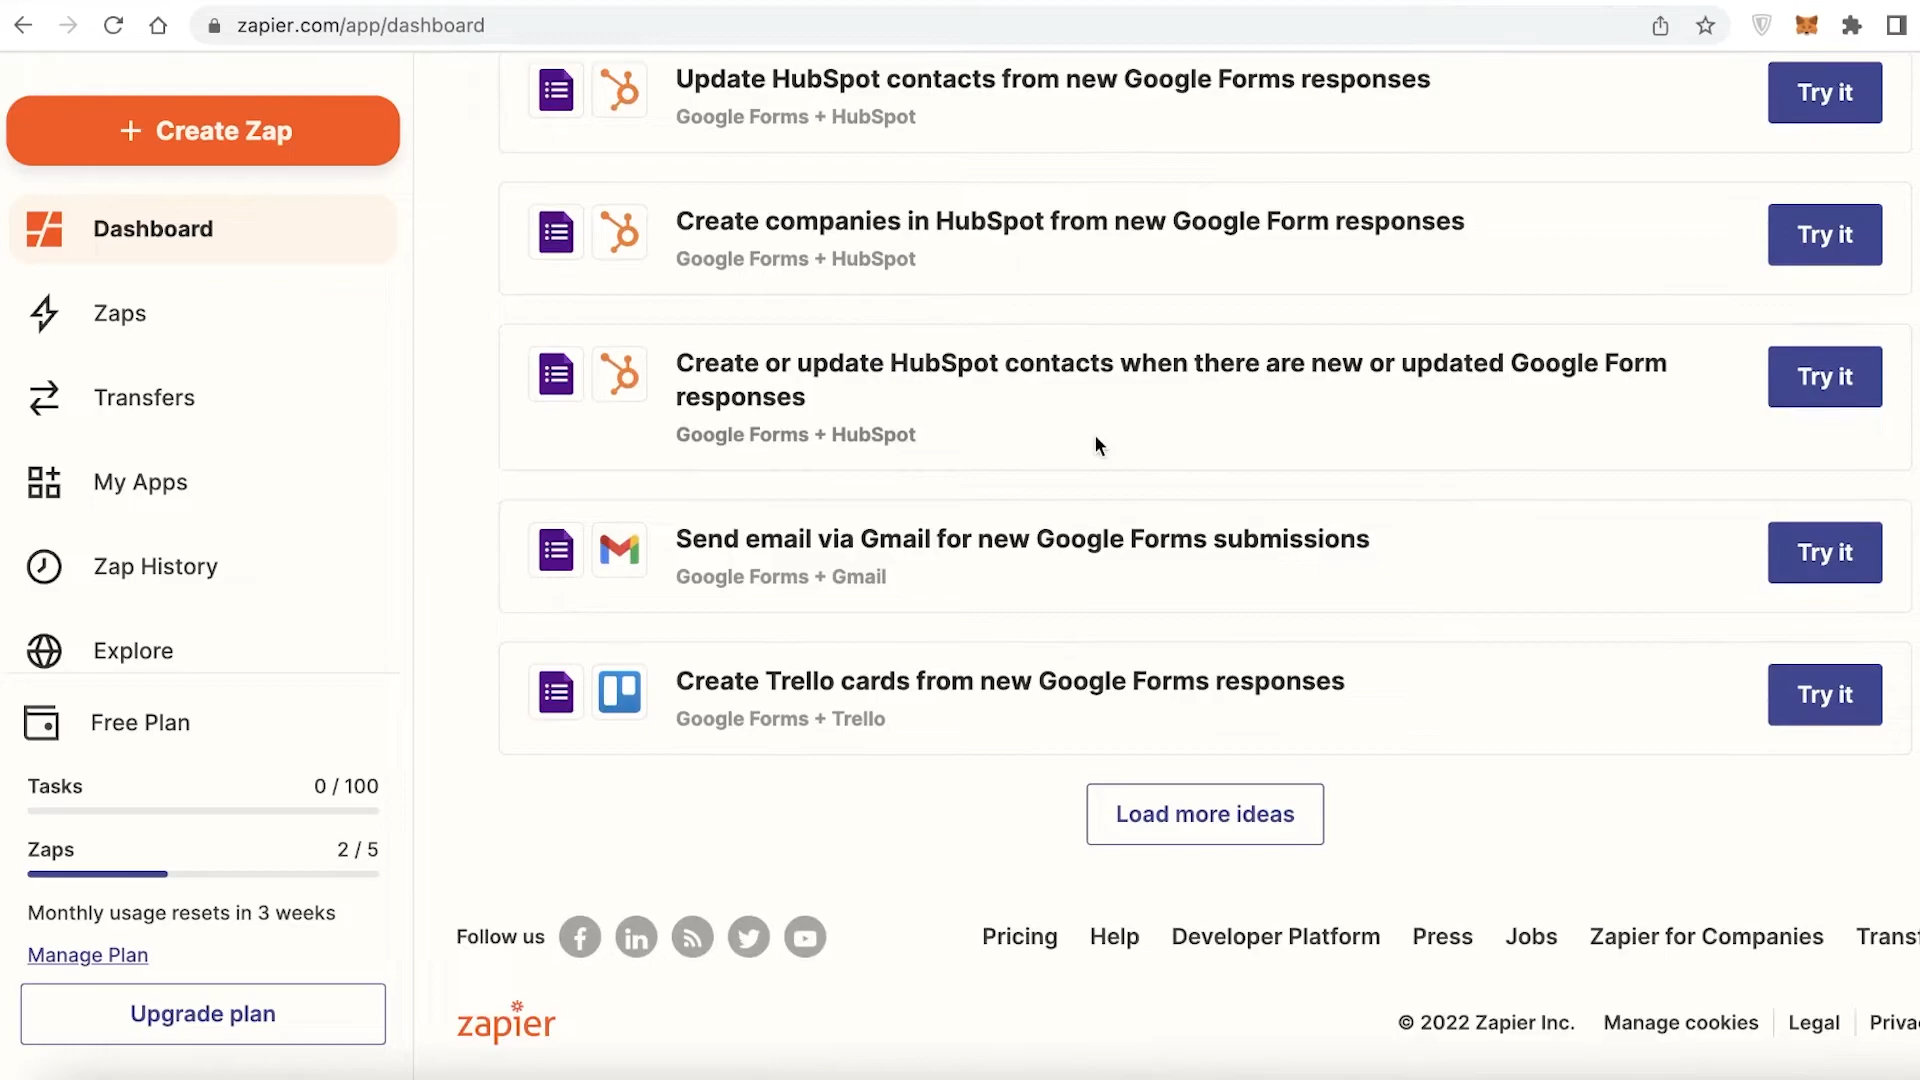 zapier.com/app/dashboard
+ Create Zap
Dashboard
Zaps
Transfers
My Apps
Zap History
Explore
Free Plan
Tasks 0 / 100
Zaps 2 / 5
Monthly usage resets in 3 weeks
Manage Plan
Upgrade plan
Update HubSpot contacts from new Google Forms responses
Google Forms + HubSpot
Try it
Create companies in HubSpot from new Google Form responses
Google Forms + HubSpot
Try it
Create or update HubSpot contacts when there are new or updated Google Form
responses
Google Forms + HubSpot
Try it
Send email via Gmail for new Google Forms submissions
Google Forms + Gmail
Try it
Create Trello cards from new Google Forms responses
Google Forms + Trello
Try it
Load more ideas
Follow us
Pricing Help Developer Platform Press Jobs Zapier for Companies Transf
zapier
© 2022 Zapier Inc. Manage cookies Legal Priva